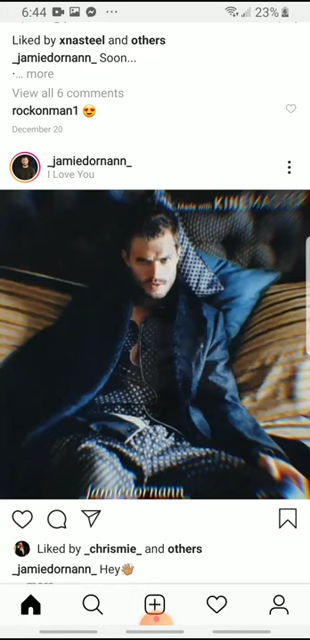 6:44 23%
Liked by xnasteel and others
_jamiedornann_ Soon...
.... more
View all 6 comments
rockonman1 😍
December 20
_jamiedornann_
I Love You
Made with KINEMASTER
jamiedornann_
Liked by _chrismie_ and others
_jamiedornann_ Hey👋🏽